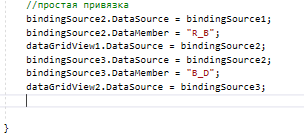 //простая привязка
bindingSource2.DataSource = bindingSource1;
bindingSource2.DataMember = "R_B";
dataGridView1.DataSource = bindingSource2;
bindingSource3.DataSource = bindingSource2;
bindingSource3.DataMember = "B_D";
dataGridView2.DataSource = bindingSource3;
}